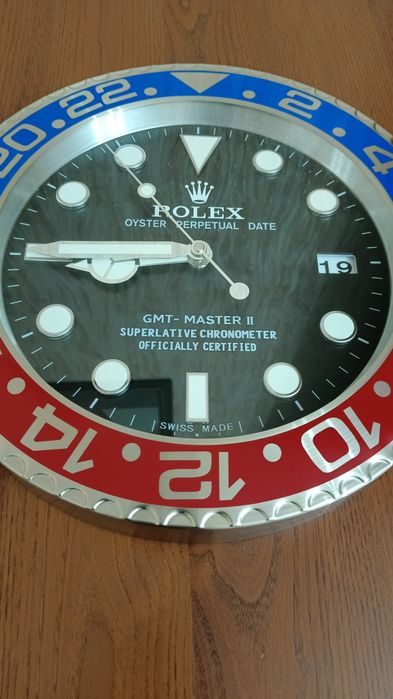 20 22 2 4
ROLEX
OYSTER PERPETUAL DATE
19
GMT- MASTER II
SUPERLATIVE CHRONOMETER
OFFICIALLY CERTIFIED
SWISS MADE
14 12 10